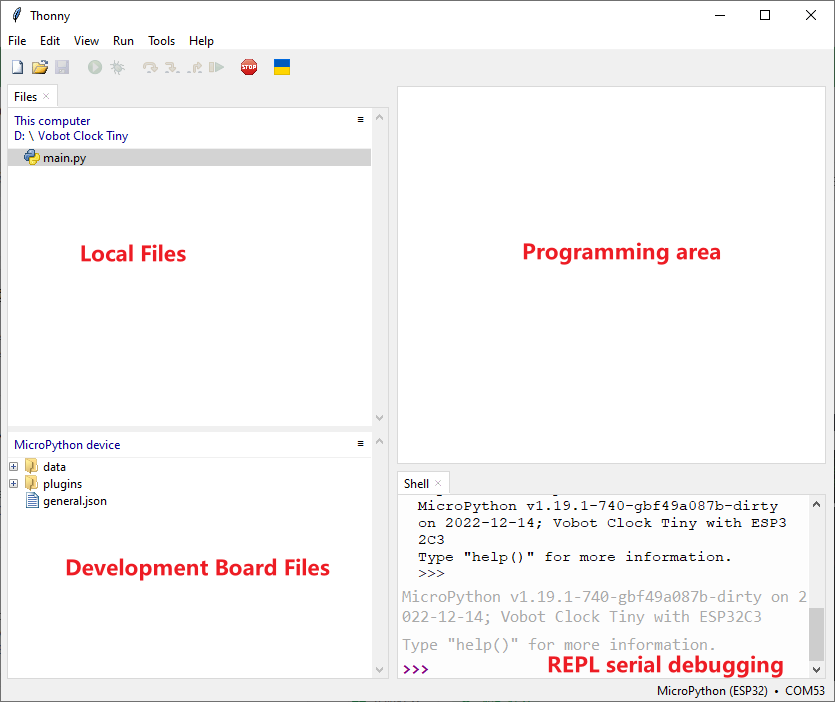 Thonny
File Edit View Run Tools Help
STOP
Files
This computer
D: \ Vobot Clock Tiny
main.py
Local Files
MicroPython device
data
plugins
general.json
Development Board Files
Programming area
Shell
MicroPython v1.19.1-740-gbf49a087b-dirty
on 2022-12-14; Vobot Clock Tiny with ESP3
2C3
Type "help()" for more information.
>>>
MicroPython v1.19.1-740-gbf49a087b-dirty on 2
022-12-14; Vobot Clock Tiny with ESP32C3
Type "help()" for more information.
>>>
REPL serial debugging
MicroPython (ESP32) • COM53